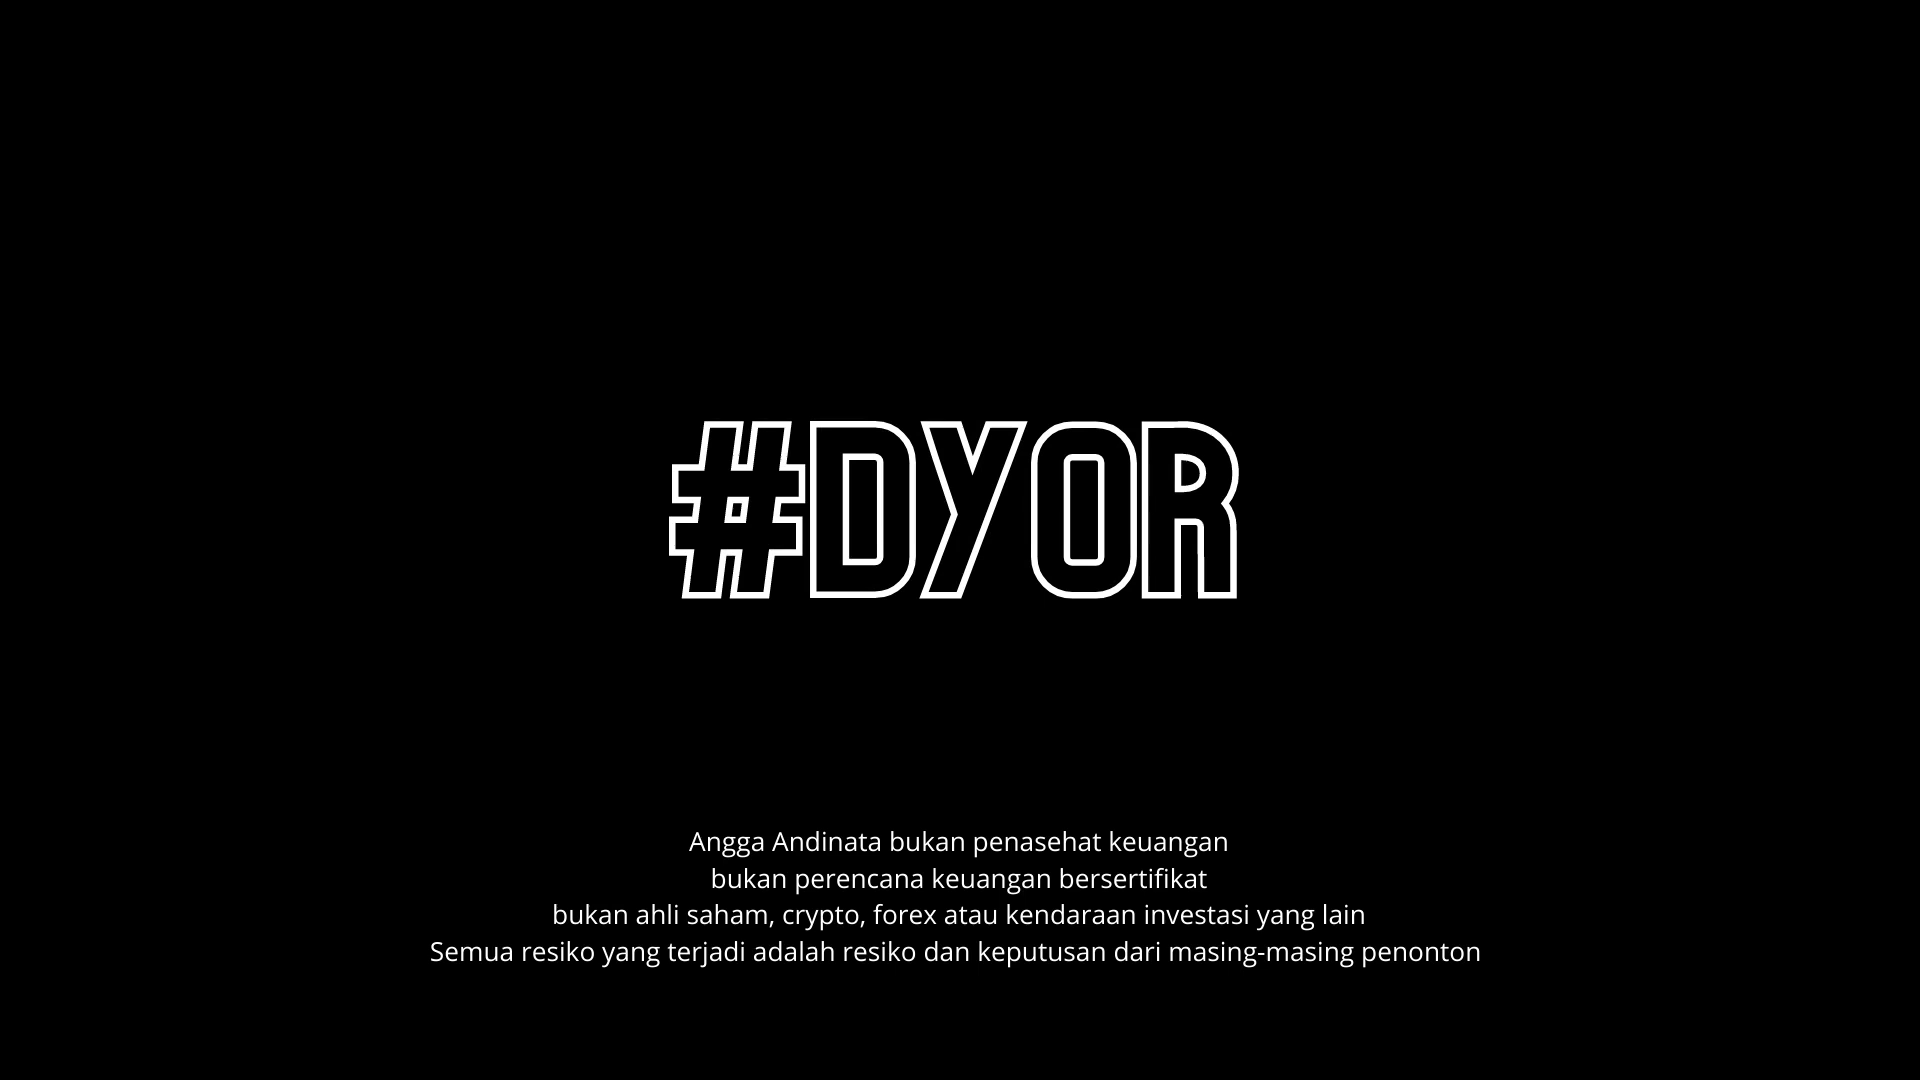 #DYOR
Angga Andinata bukan penasehat keuangan
bukan perencana keuangan bersertifikat
bukan ahli saham, crypto, forex atau kendaraan investasi yang lain
Semua resiko yang terjadi adalah resiko dan keputusan dari masing-masing penonton